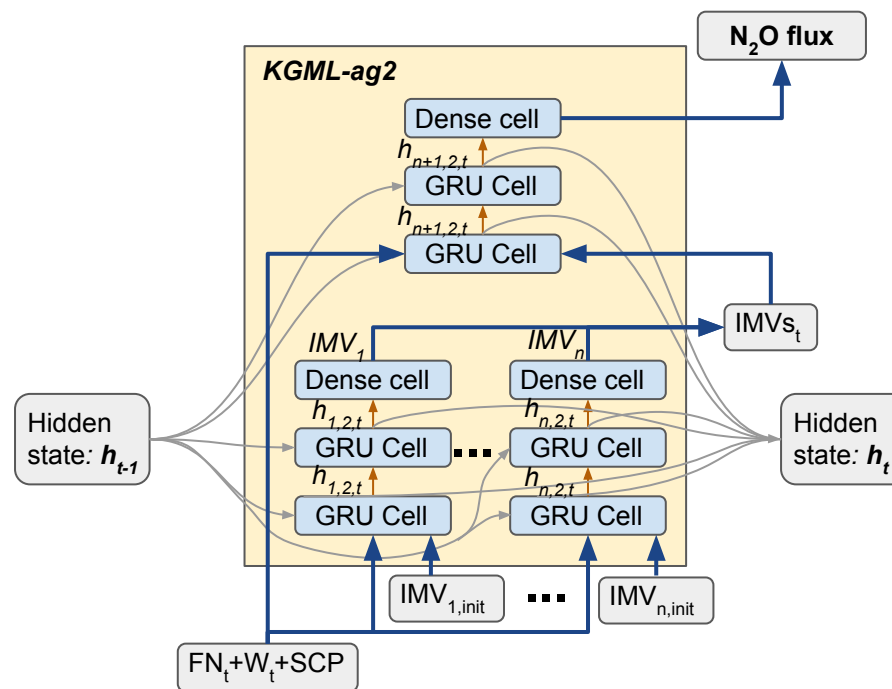 N₂O flux
KGML-ag2
Dense cell
hₙ₊₁,₂,ₜ
GRU Cell
hₙ₊₁,₂,ₜ
GRU Cell
IMVsₜ
IMV₁
IMVₙ
Dense cell
Dense cell
h₁,₂,ₜ
hₙ,₂,ₜ
GRU Cell
...
GRU Cell
h₁,₂,ₜ
hₙ,₂,ₜ
GRU Cell
GRU Cell
Hidden
state: hₜ₋₁
Hidden
state: hₜ
IMV₁,init
...
IMVₙ,init
FNₜ+Wₜ+SCP